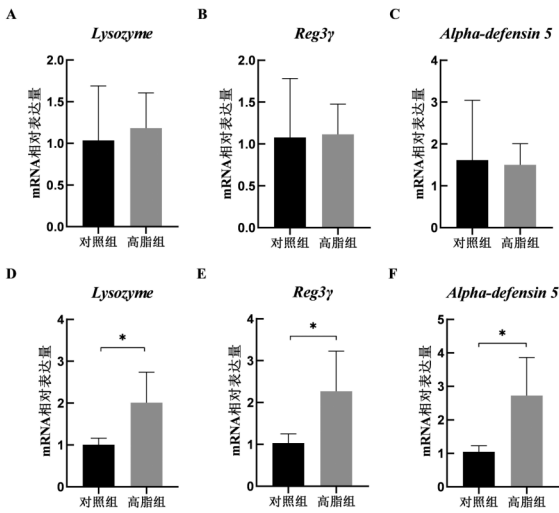 A
Lysozyme
mRNA相对表达量
2.0
1.5
1.0
0.5
0.0
对照组 高脂组
B
Reg3γ
mRNA相对表达量
2.0
1.5
1.0
0.5
0.0
对照组 高脂组
C
Alpha-defensin 5
mRNA相对表达量
4
3
2
1
0
对照组 高脂组
D
Lysozyme
mRNA相对表达量
4
3
2
1
0
*
对照组 高脂组
E
Reg3γ
mRNA相对表达量
4
3
2
1
0
*
对照组 高脂组
F
Alpha-defensin 5
mRNA相对表达量
5
4
3
2
1
0
*
对照组 高脂组